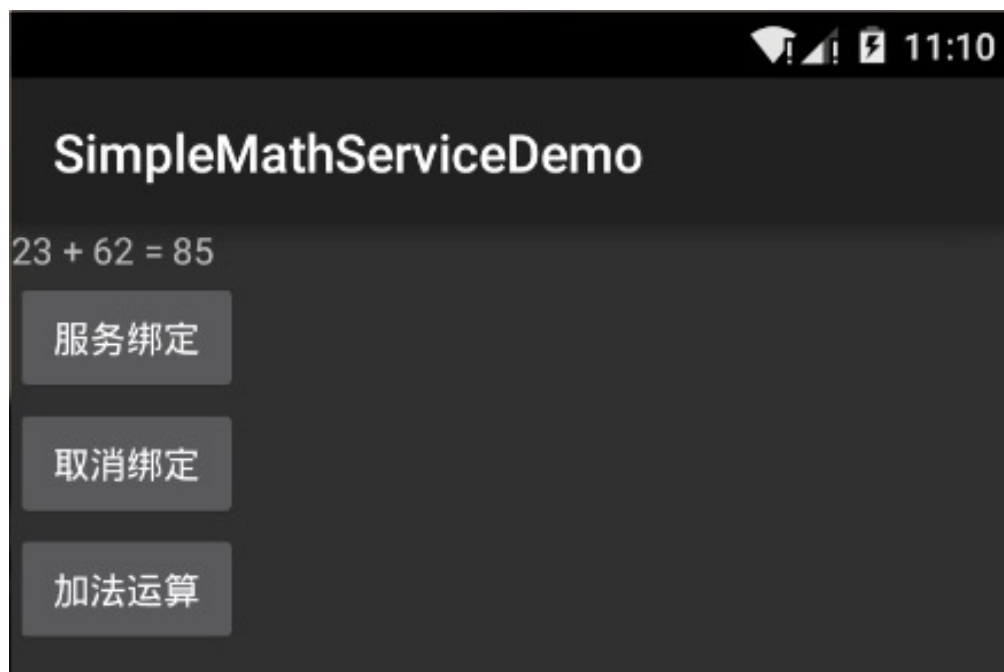 11:10
SimpleMathServiceDemo
23 + 62 = 85
服务绑定
取消绑定
加法运算